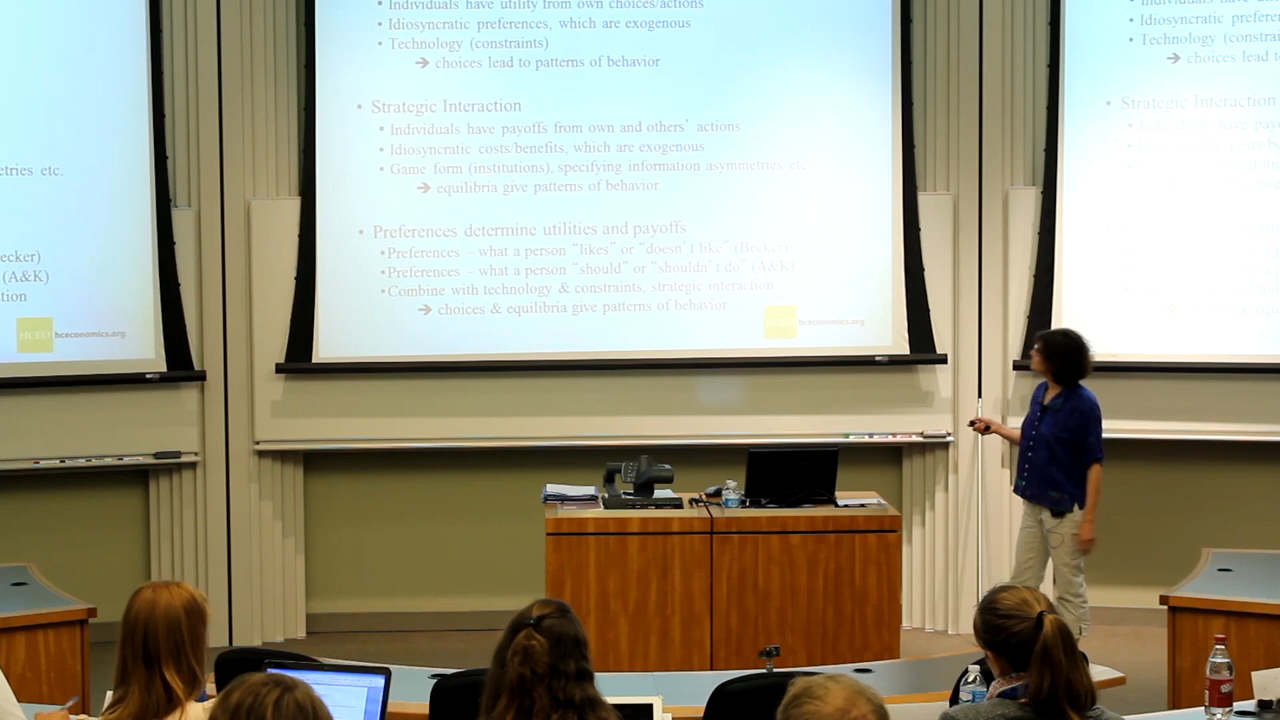 • Individuals have utility from own choices/actions
• Idiosyncratic preferences, which are exogenous
• Technology (constraints)
➔ choices lead to patterns of behavior
• Strategic Interaction
• Individuals have payoffs from own and others' actions
• Idiosyncratic costs/benefits, which are exogenous
• Game form (institutions), specifying information asymmetries etc.
➔ equilibria give patterns of behavior
• Preferences determine utilities and payoffs
•Preferences – what a person “likes” or “doesn't like” (Becker)
•Preferences – what a person “should” or “shouldn't do” (A&K)
•Combine with technology & constraints, strategic interaction
➔ choices & equilibria give patterns of behavior
HCEO hceconomics.org
etries etc.
ecker)
(A&K)
tion
HCEO hceconomics.org
• Idiosyncratic prefere
• Technology (constrai
➔ choices lead t
• Strategic Interaction